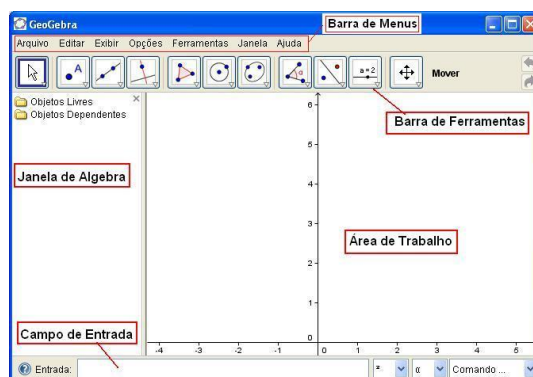 GeoGebra
Barra de Menus
Arquivo Editar Exibir Opções Ferramentas Janela Ajuda
A
a=2
Mover
Objetos Livres
Objetos Dependentes
Barra de Ferramentas
Janela de Algebra
Área de Trabalho
Campo de Entrada
6
5
4
3
2
1
0
-4 -3 -2 -1 0 1 2 3 4 5
Entrada:
α
Comando ...